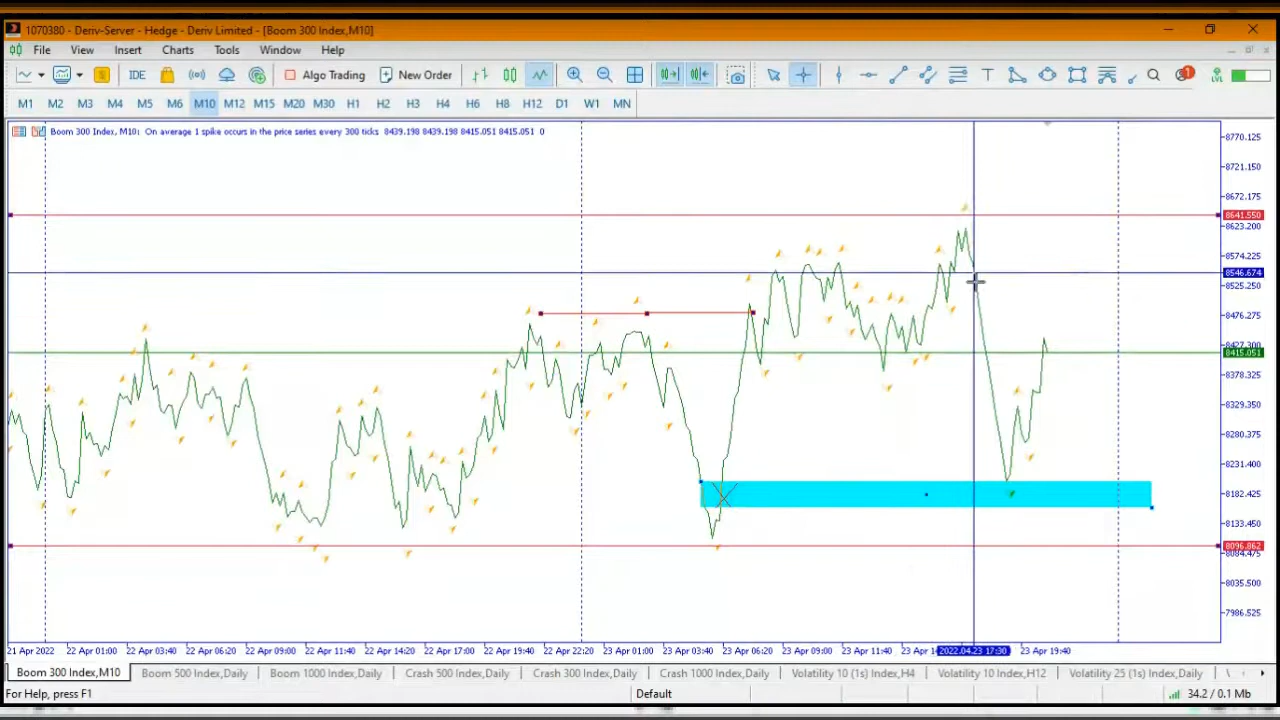 1070380 - Deriv-Server - Hedge - Deriv Limited - [Boom 300 Index,M10]
File View Insert Charts Tools Window Help
IDE Algo Trading New Order 1 LVL
M1 M2 M3 M4 M5 M6 M10 M12 M15 M20 M30 H1 H2 H3 H4 H6 H8 H12 D1 W1 MN
Boom 300 Index, M10: On average 1 spike occurs in the price series every 300 ticks 8439.198 8439.198 8415.051 8415.051 0
8770.125
8721.150
8672.175
8641.550
8623.200
8574.225
8546.674
8525.250
8476.275
8427.300
8415.051
8378.325
8329.350
8280.375
8231.400
8182.425
8133.450
8096.862
8084.475
8035.500
7986.525
21 Apr 2022 22 Apr 01:00 22 Apr 03:40 22 Apr 06:20 22 Apr 09:00 22 Apr 11:40 22 Apr 14:20 22 Apr 17:00 22 Apr 19:40 22 Apr 22:20 23 Apr 01:00 23 Apr 03:40 23 Apr 06:20 23 Apr 09:00 23 Apr 11:40 23 Apr 2022.04.23 17:30 23 Apr 19:40
Boom 300 Index,M10 Boom 500 Index,Daily Boom 1000 Index,Daily Crash 500 Index,Daily Crash 300 Index,Daily Crash 1000 Index,Daily Volatility 10 (1s) Index,H4 Volatility 10 Index,H12 Volatility 25 (1s) Index,Daily
For Help, press F1 Default 34.2 / 0.1 Mb